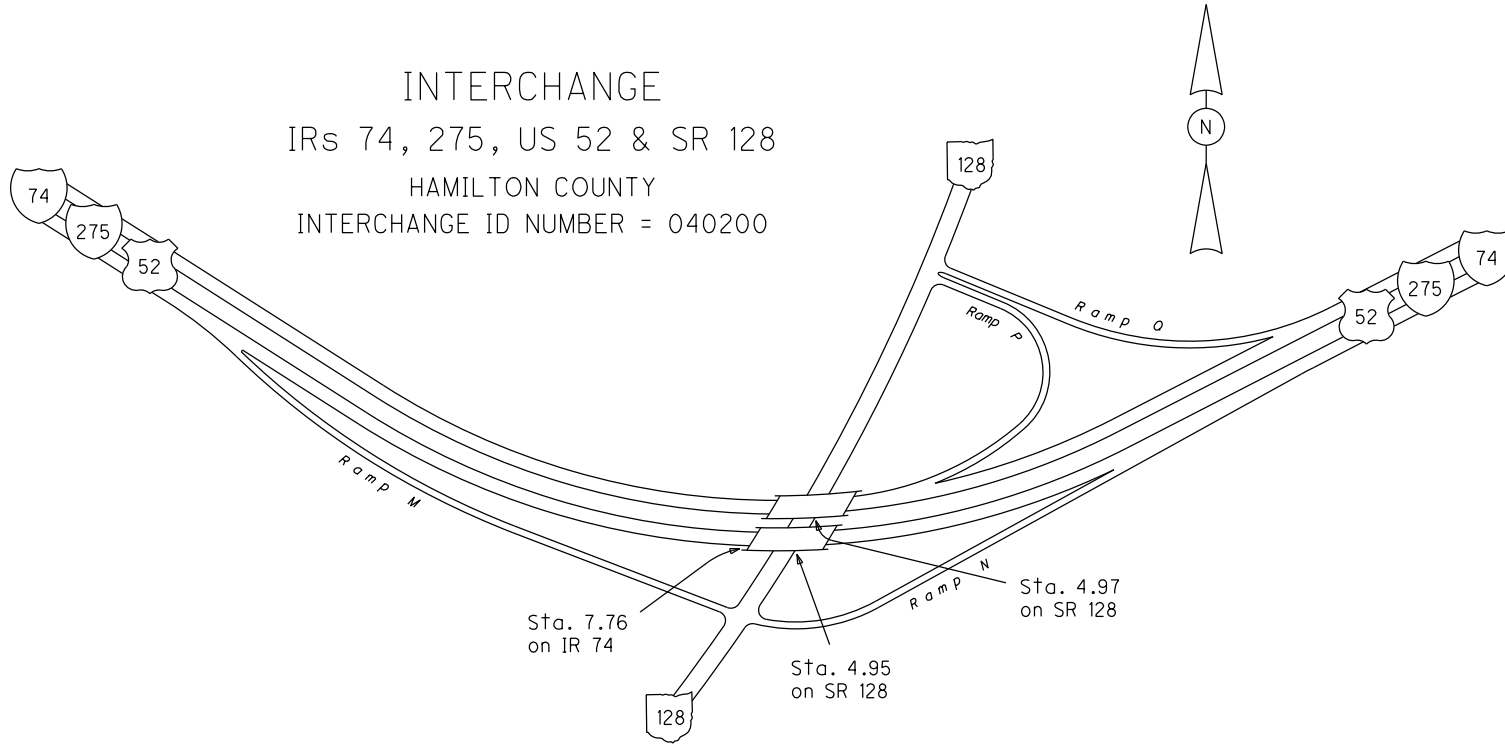 INTERCHANGE
IRs 74, 275, US 52 & SR 128
HAMILTON COUNTY
INTERCHANGE ID NUMBER = 040200
N
128
74
275
52
74
275
52
Ramp O
Ramp P
Ramp M
Ramp N
Sta. 7.76
on IR 74
Sta. 4.97
on SR 128
Sta. 4.95
on SR 128
128